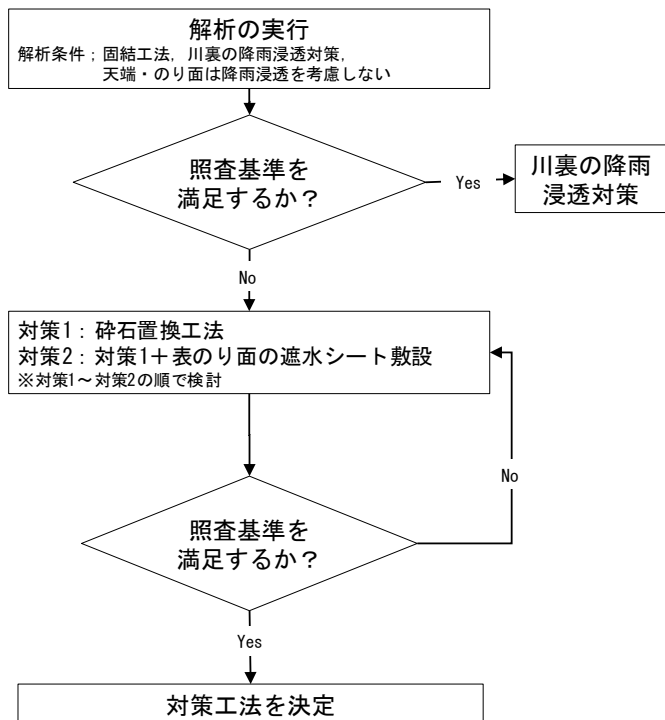 解析の実行
解析条件；固結工法，川裏の降雨浸透対策，
天端・のり面は降雨浸透を考慮しない
照査基準を
満足するか？
Yes
川裏の降雨
浸透対策
No
対策1：砕石置換工法
対策2：対策1＋表のり面の遮水シート敷設
※対策1～対策2の順で検討
No
照査基準を
満足するか？
Yes
対策工法を決定